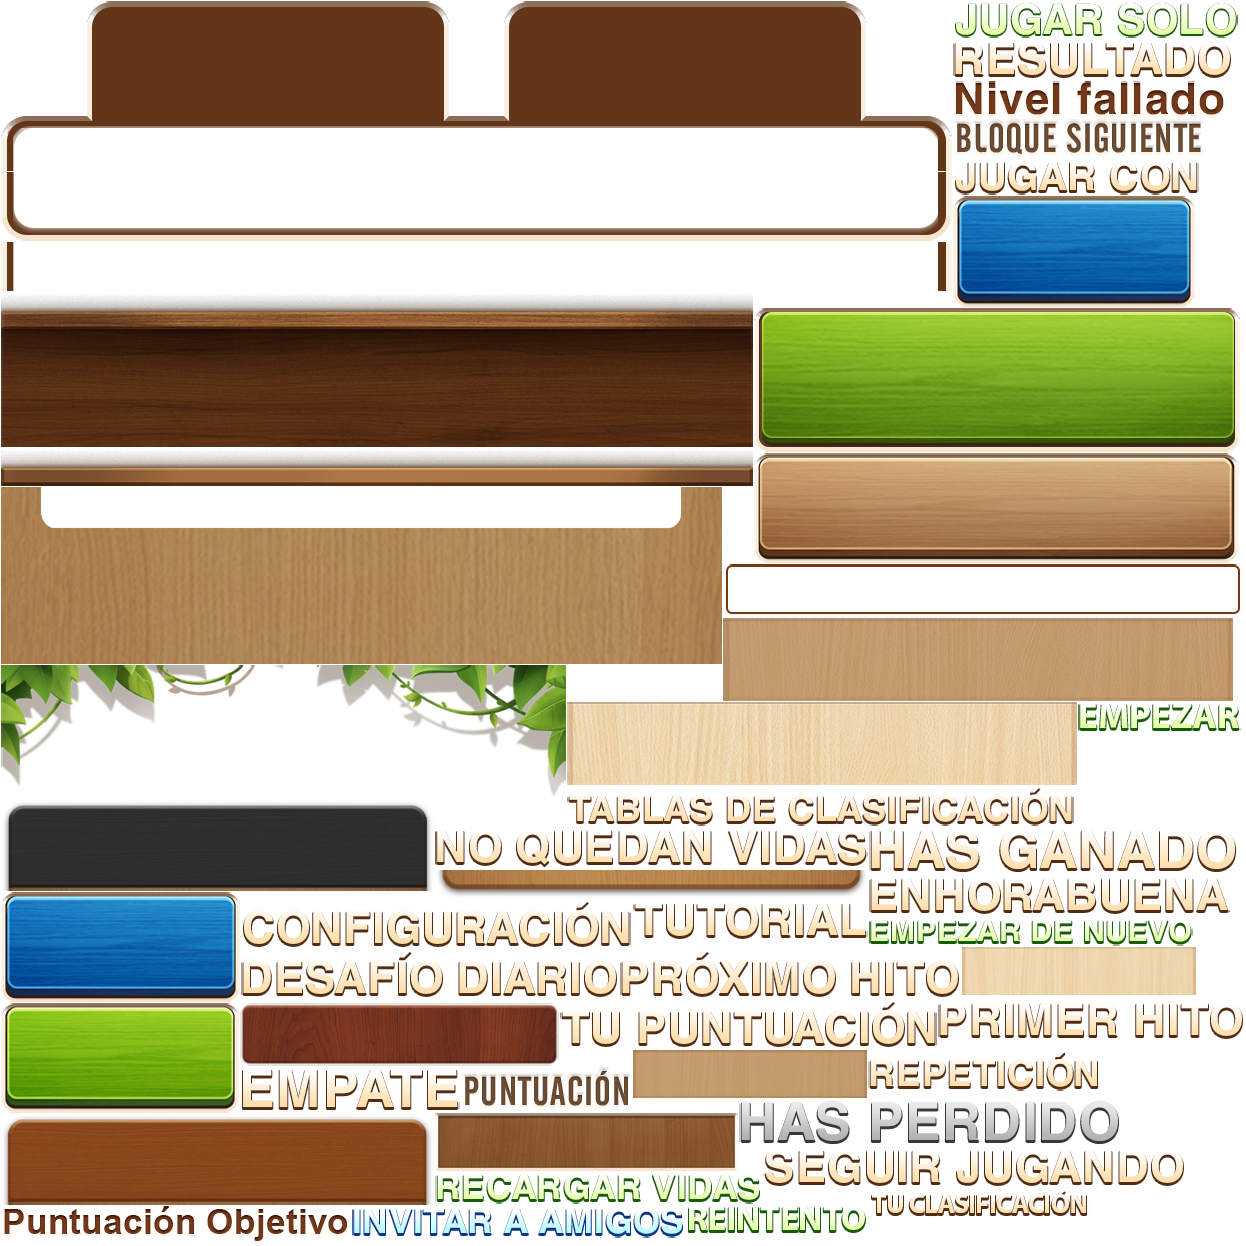 JUGAR SOLO
RESULTADO
Nivel fallado
BLOQUE SIGUIENTE
JUGAR CON
EMPEZAR
TABLAS DE CLASIFICACIÓN
NO QUEDAN VIDAS
HAS GANADO
ENHORABUENA
CONFIGURACIÓN
TUTORIAL
EMPEZAR DE NUEVO
DESAFÍO DIARIO
PRÓXIMO HITO
TU PUNTUACIÓN
PRIMER HITO
EMPATE
PUNTUACIÓN
REPETICIÓN
HAS PERDIDO
SEGUIR JUGANDO
RECARGAR VIDAS
TU CLASIFICACIÓN
Puntuación Objetivo
INVITAR A AMIGOS
REINTENTO